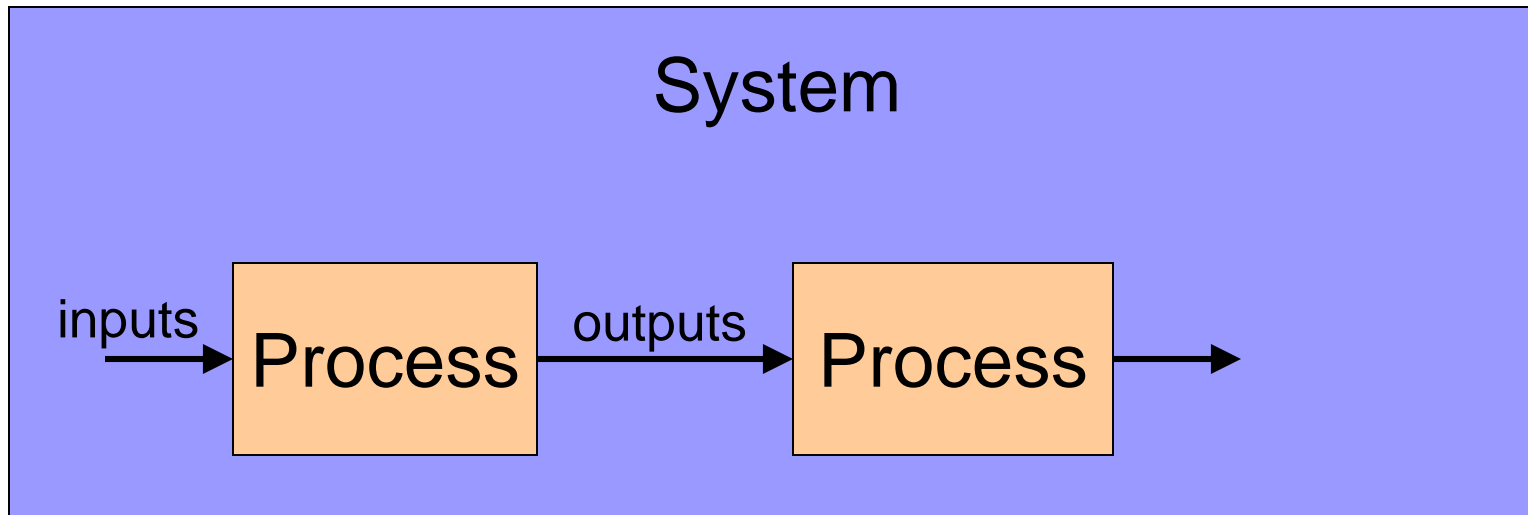 System
inputs
Process
outputs
Process